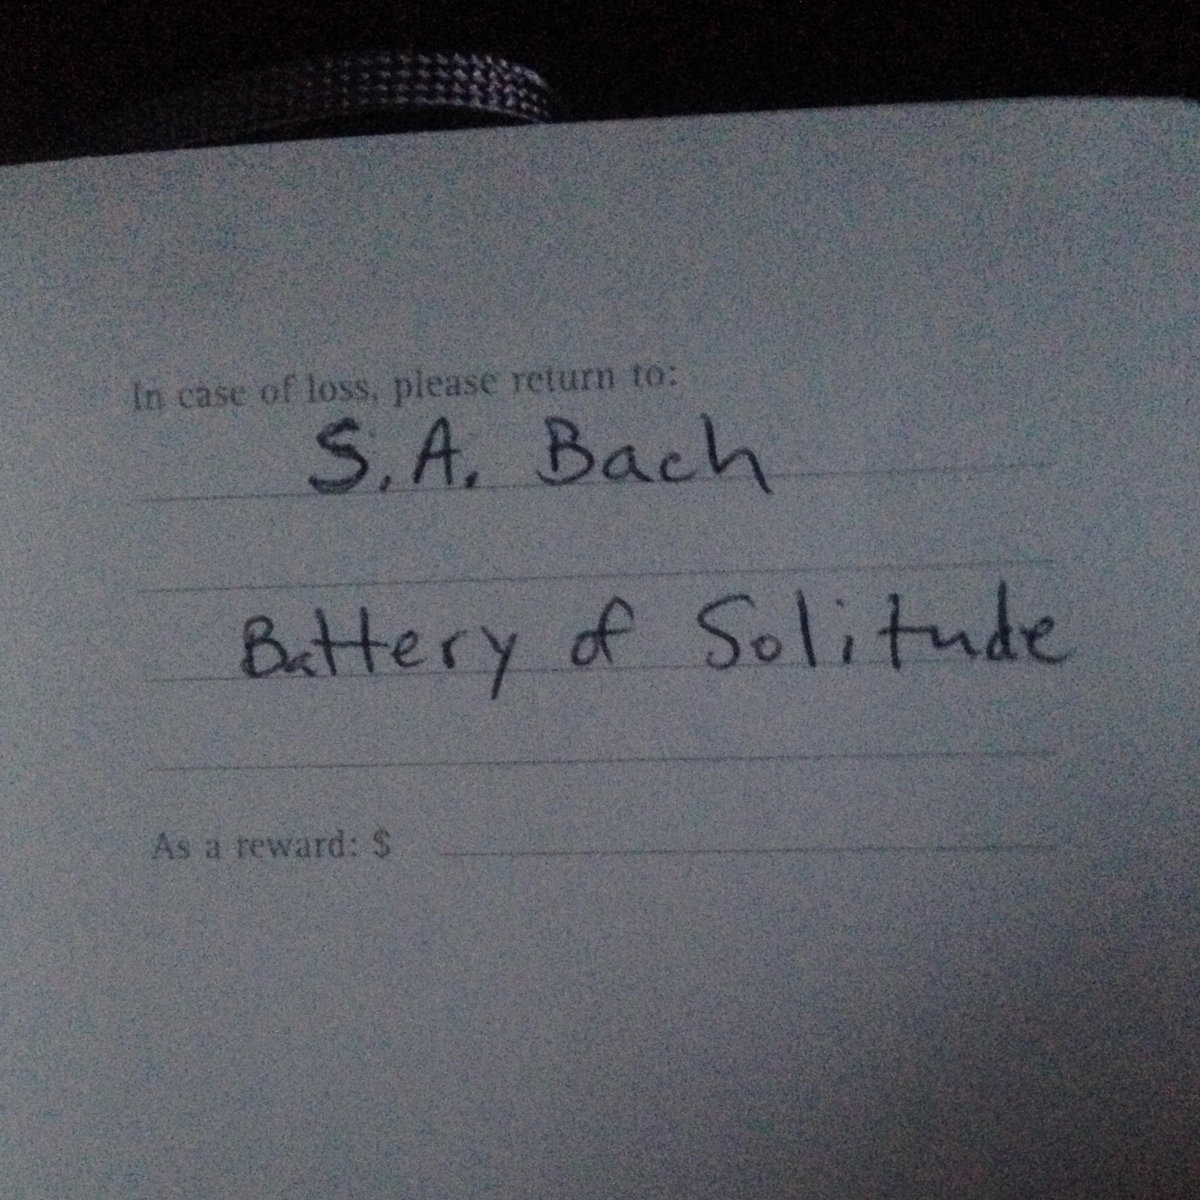 In case of loss, please return to:
S. A. Bach
Battery of Solitude
As a reward: $